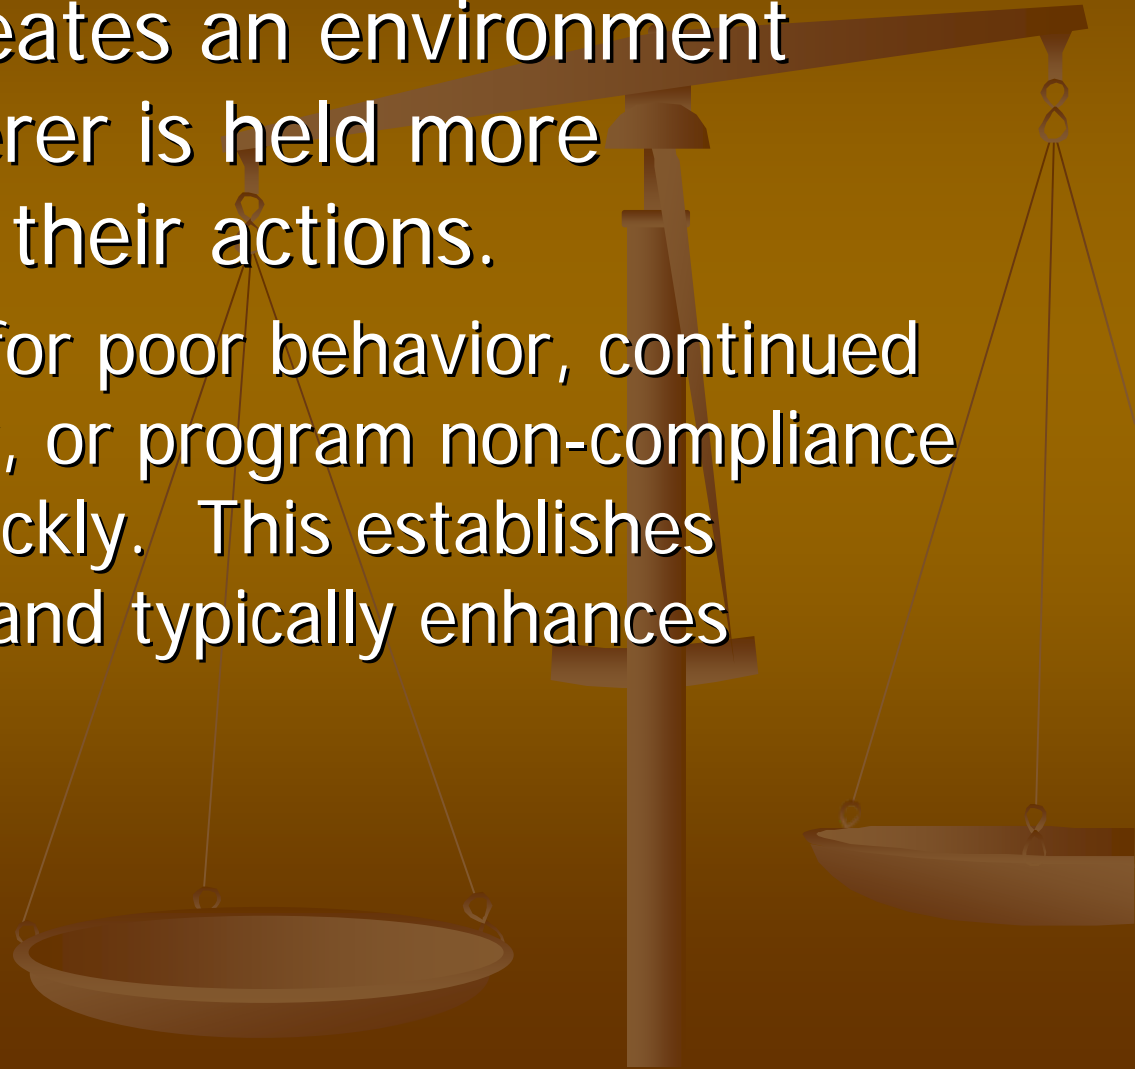 eates an environment
erer is held more
their actions.
for poor behavior, continued
, or program non-compliance
ckly. This establishes
and typically enhances